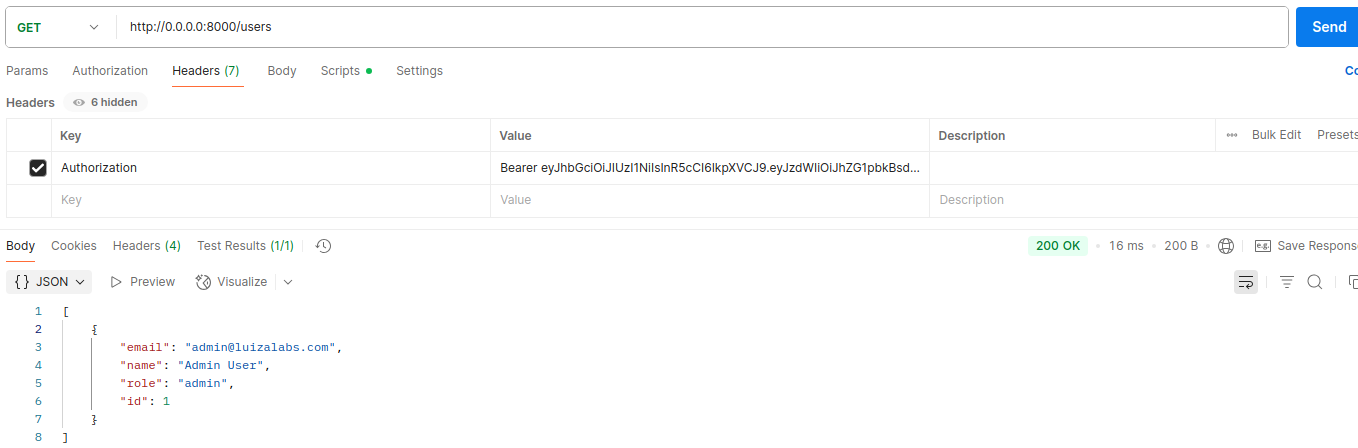 GET http://0.0.0.0:8000/users Send
Params Authorization Headers (7) Body Scripts Settings Co
Headers 6 hidden
Key Value Description Bulk Edit Presets
Authorization Bearer eyJhbGciOiJIUzI1NiIsInR5cCI6IkpXVCJ9.eyJzdWIiOiJhZG1pbkBsd...
Key Value Description
Body Cookies Headers (4) Test Results (1/1) 200 OK 16 ms 200 B e.g. Save Respons
{} JSON Preview Visualize
1 [
2 {
3 "email": "admin@luizalabs.com",
4 "name": "Admin User",
5 "role": "admin",
6 "id": 1
7 }
8 ]